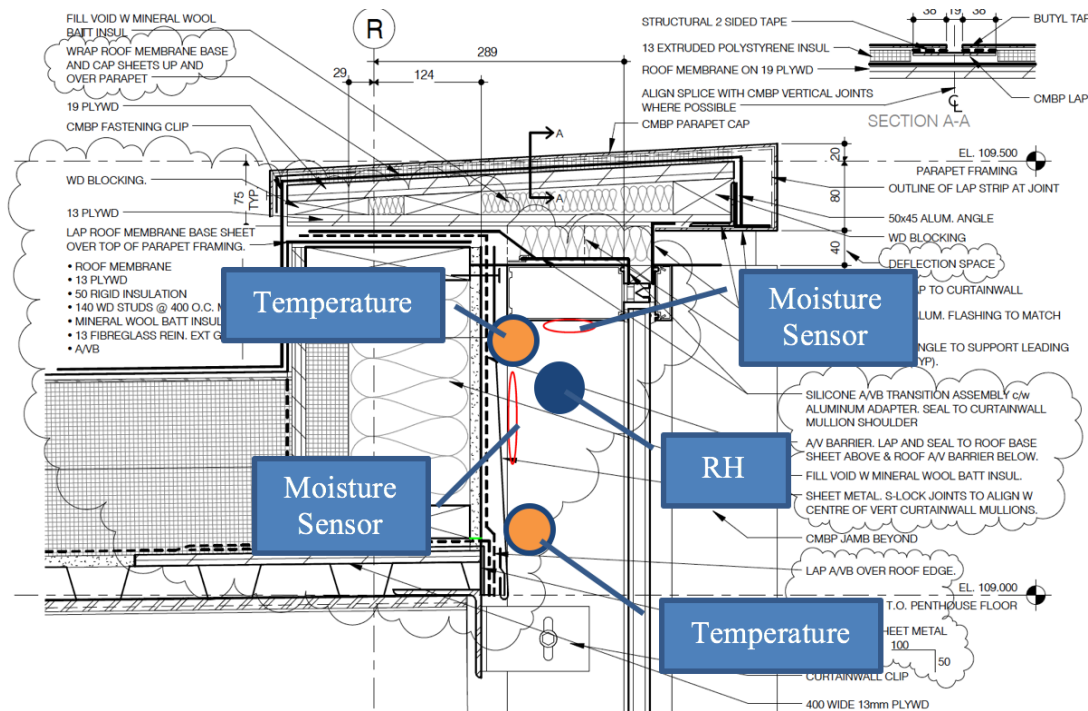 FILL VOID W MINERAL WOOL
BATT INSUL
WRAP ROOF MEMBRANE BASE
AND CAP SHEETS UP AND
OVER PARAPET
19 PLYWD
CMBP FASTENING CLIP
WD BLOCKING.
13 PLYWD
LAP ROOF MEMBRANE BASE SHEET
OVER TOP OF PARAPET FRAMING.
• ROOF MEMBRANE
• 13 PLYWD
• 50 RIGID INSULATION
• 140 WD STUDS @ 400 O.C.
• MINERAL WOOL BATT INSUL
• 13 FIBREGLASS REIN. EXT
• A/VB
R
289
29
124
75
TYP.
A
A
STRUCTURAL 2 SIDED TAPE
13 EXTRUDED POLYSTYRENE INSUL
ROOF MEMBRANE ON 19 PLYWD
ALIGN SPLICE WITH CMBP VERTICAL JOINTS
WHERE POSSIBLE
CMBP PARAPET CAP
38 19 38
BUTYL
CMBP LAP
CL
SECTION A-A
20
80
40
EL. 109.500
PARAPET FRAMING
OUTLINE OF LAP STRIP AT JOINT
50x45 ALUM. ANGLE
WD BLOCKING
DEFLECTION SPACE
TO CURTAINWALL
ALUM. FLASHING TO MATCH
TO SUPPORT LEADING
SILICONE A/VB TRANSITION ASSEMBLY c/w
ALUMINUM ADAPTER. SEAL TO CURTAINWALL
MULLION SHOULDER
A/V BARRIER. LAP AND SEAL TO ROOF BASE
SHEET ABOVE & ROOF A/V BARRIER BELOW.
FILL VOID W MINERAL WOOL BATT INSUL.
SHEET METAL. S-LOCK JOINTS TO ALIGN W
CENTRE OF VERT CURTAINWALL MULLIONS.
CMBP JAMB BEYOND
LAP A/VB OVER ROOF EDGE.
EL. 109.000
T.O. PENTHOUSE FLOOR
METAL
100
50
CURTAINWALL CLIP
400 WIDE 13mm PLYWD
Temperature
Moisture
Sensor
Moisture
Sensor
RH
Temperature